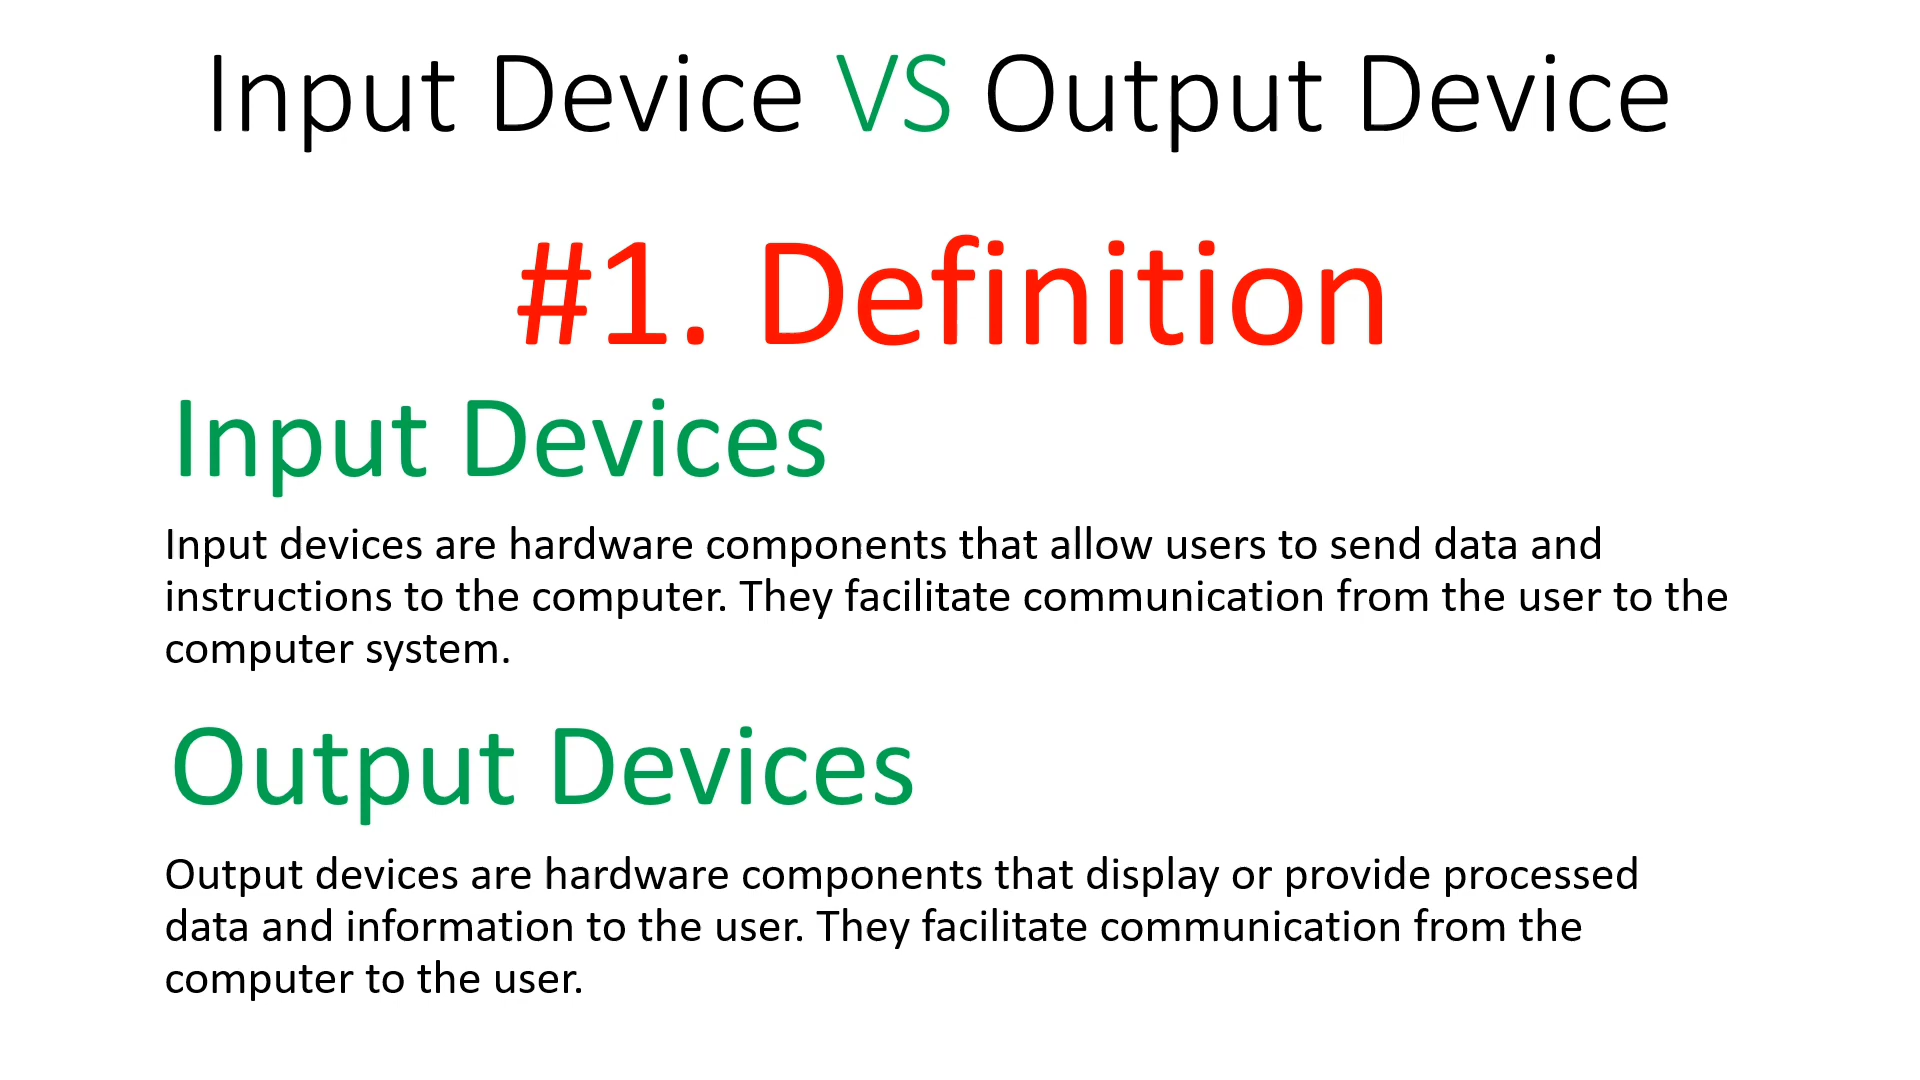 Input Device VS Output Device
#1. Definition
Input Devices
Input devices are hardware components that allow users to send data and
instructions to the computer. They facilitate communication from the user to the
computer system.
Output Devices
Output devices are hardware components that display or provide processed
data and information to the user. They facilitate communication from the
computer to the user.